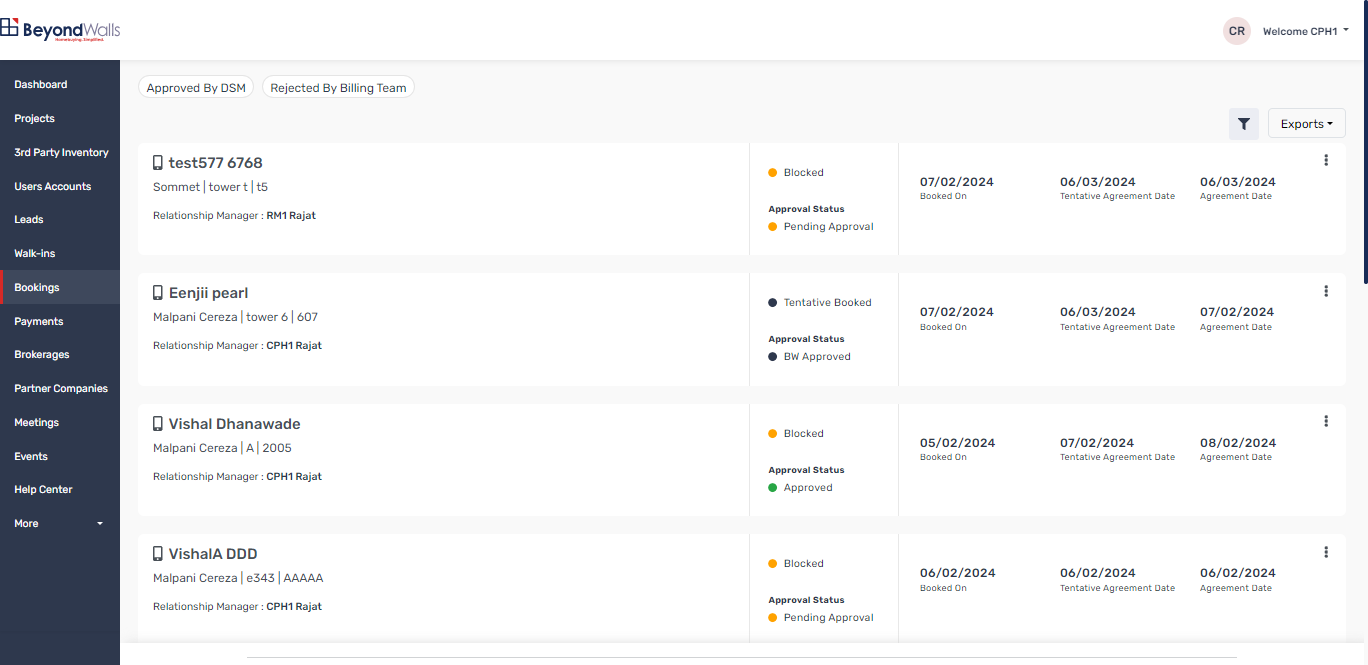 BeyondWalls
Homebuying. Simplified.
CR
Welcome CPH1
Dashboard
Projects
3rd Party Inventory
Users Accounts
Leads
Walk-ins
Bookings
Payments
Brokerages
Partner Companies
Meetings
Events
Help Center
More
Approved By DSM
Rejected By Billing Team
Exports
test577 6768
Sommet | tower t | t5
Relationship Manager : RM1 Rajat
Blocked
Approval Status
Pending Approval
07/02/2024
Booked On
06/03/2024
Tentative Agreement Date
06/03/2024
Agreement Date
Eenjii pearl
Malpani Cereza | tower 6 | 607
Relationship Manager : CPH1 Rajat
Tentative Booked
Approval Status
BW Approved
07/02/2024
Booked On
06/03/2024
Tentative Agreement Date
07/02/2024
Agreement Date
Vishal Dhanawade
Malpani Cereza | A | 2005
Relationship Manager : CPH1 Rajat
Blocked
Approval Status
Approved
05/02/2024
Booked On
07/02/2024
Tentative Agreement Date
08/02/2024
Agreement Date
VishalA DDD
Malpani Cereza | e343 | AAAAA
Relationship Manager : CPH1 Rajat
Blocked
Approval Status
Pending Approval
06/02/2024
Booked On
06/02/2024
Tentative Agreement Date
06/02/2024
Agreement Date